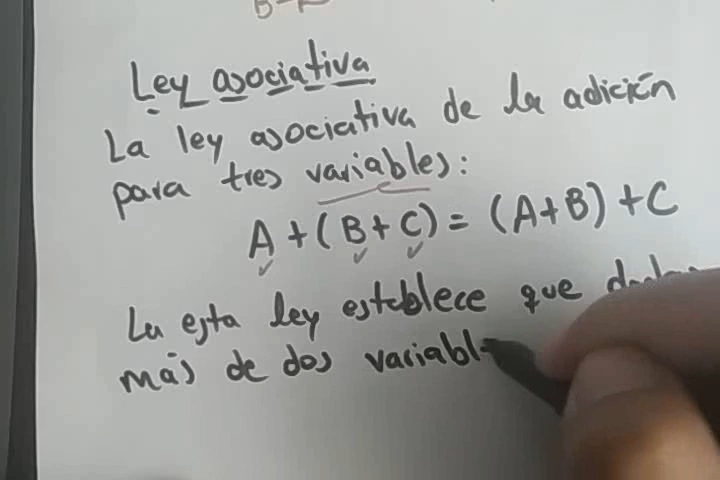 Ley asociativa
La ley asociativa de la adición
para tres variables:
A + (B + C) = (A+B) + C
La esta ley establece que
más de dos variabl